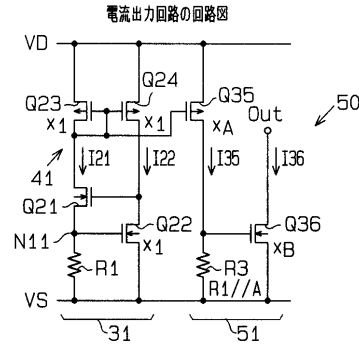 電流出力回路の回路図
VD
Q23
Q24
Q35
Out
50
x1
x1
xA
41
I21
I22
I35
I36
Q21
Q22
Q36
N11
x1
xB
R1
R3
R1//A
VS
31
51